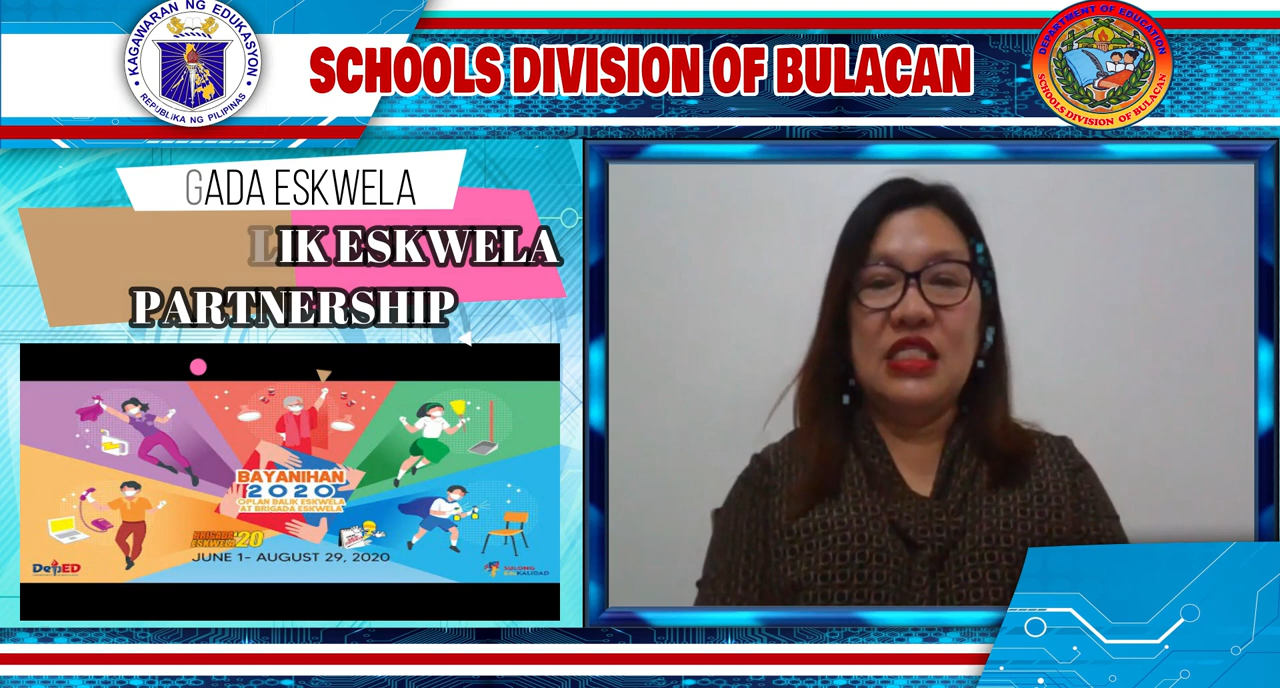 KAGAWARAN NG EDUKASYON
REPUBLIKA NG PILIPINAS
SCHOOLS DIVISION OF BULACAN
DEPARTMENT OF EDUCATION
SCHOOLS DIVISION OF BULACAN
GADA ESKWELA
LIK ESKWELA
PARTNERSHIP
BAYANIHAN
2020
OPLAN BALIK ESKWELA
AT BRIGADA ESKWELA
BRIGADA
ESKWELA '20
JUNE 1- AUGUST 29, 2020
DepED
SULONG
EDUKALIDAD